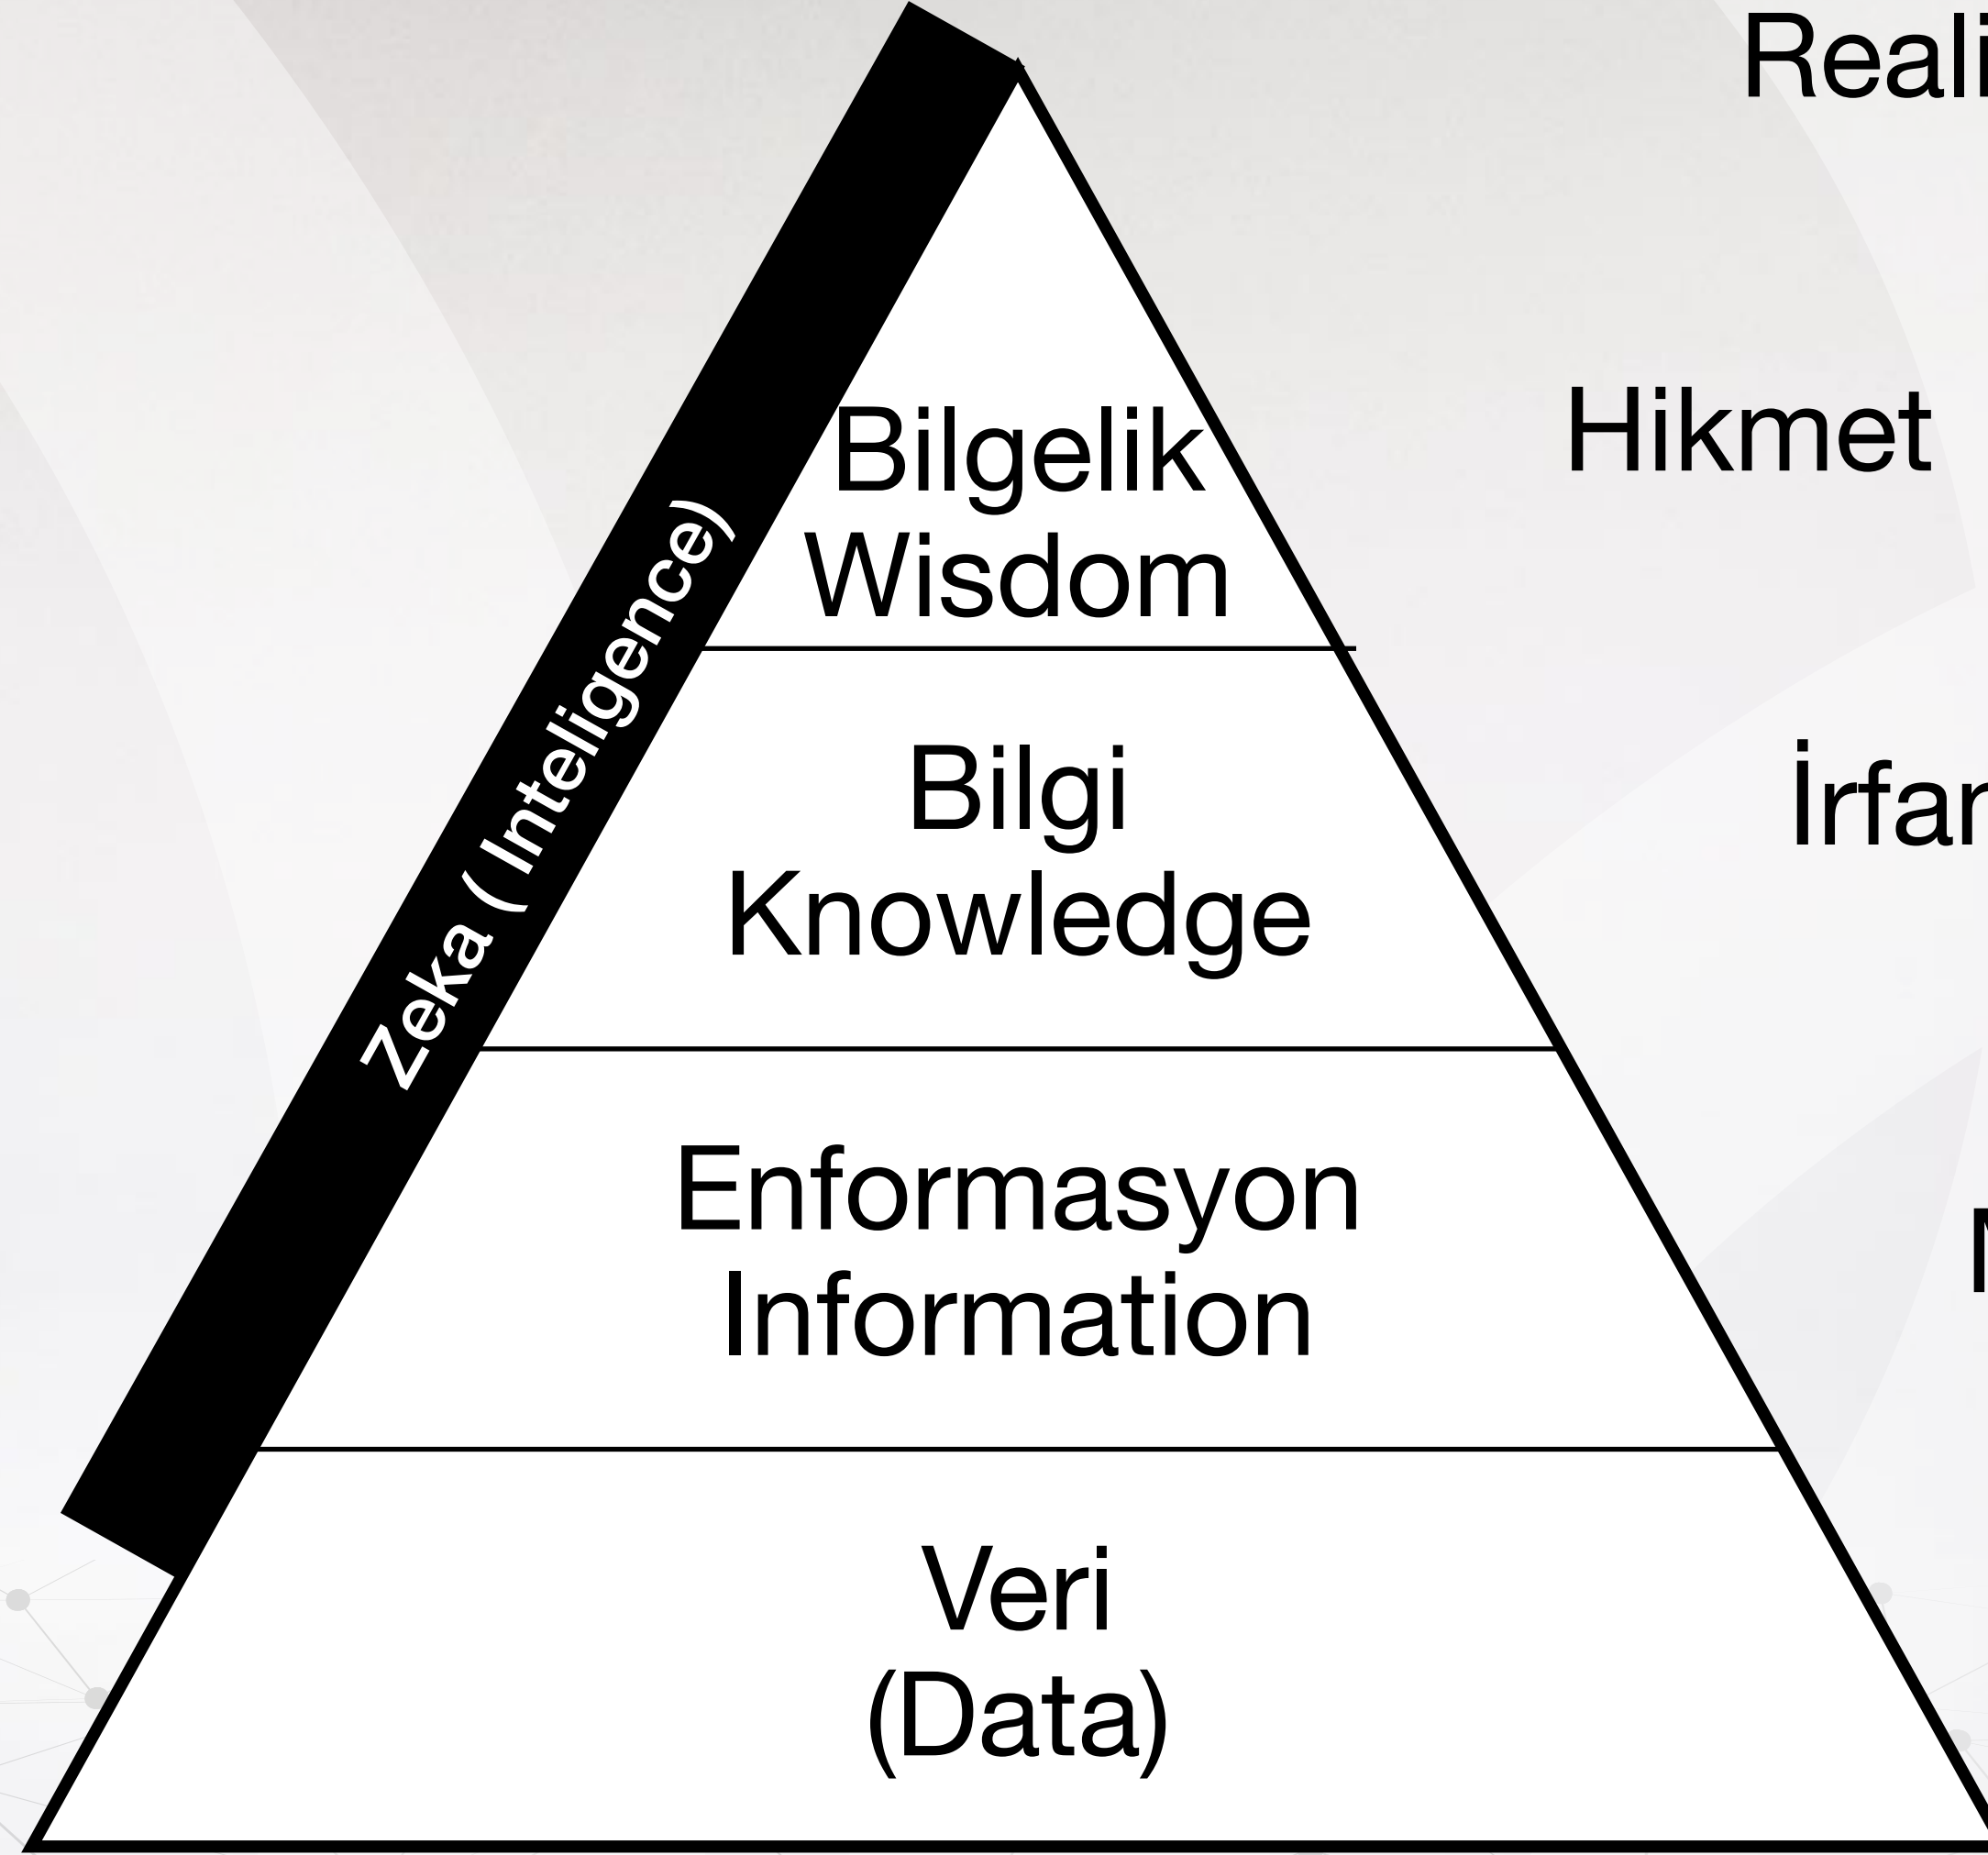 Bilgelik
Wisdom
Hikmet
Zeka ( Inteligence)
Bilgi
Knowledge
Enformasyon
Information
Veri
(Data)